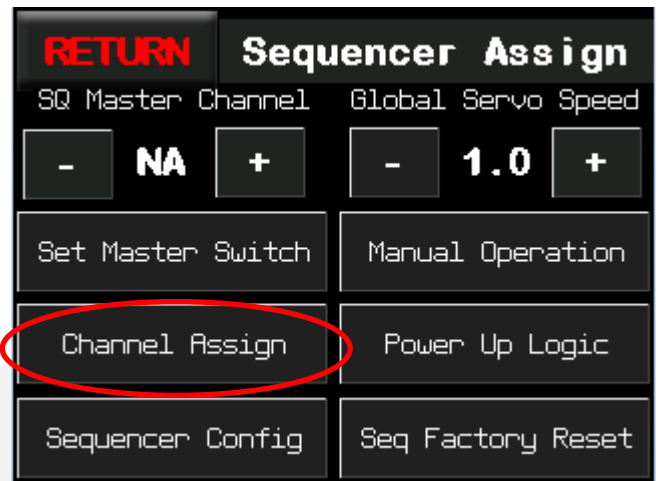 RETURN Sequencer Assign
SQ Master Channel Global Servo Speed
- NA + - 1.0 +
Set Master Switch Manual Operation
Channel Assign Power Up Logic
Sequencer Config Seq Factory Reset